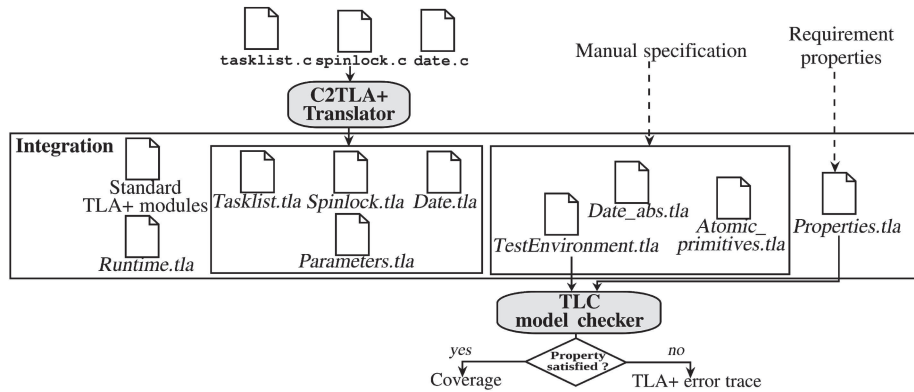 tasklist.c spinlock.c date.c
Manual specification
Requirement
properties
C2TLA+
Translator
Integration
Standard
TLA+ modules
Runtime.tla
Tasklist.tla
Spinlock.tla
Date.tla
Parameters.tla
Date_abs.tla
TestEnvironment.tla
Atomic_
primitives.tla
Properties.tla
TLC
model checker
Property
satisfied ?
yes
no
Coverage
TLA+ error trace